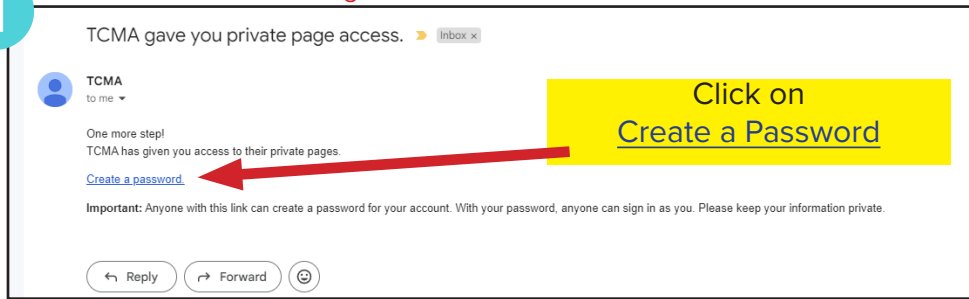 TCMA gave you private page access. Inbox x
TCMA
to me
Click on
Create a Password
One more step!
TCMA has given you access to their private pages.
Create a password.
Important: Anyone with this link can create a password for your account. With your password, anyone can sign in as you. Please keep your information private.
Reply Forward